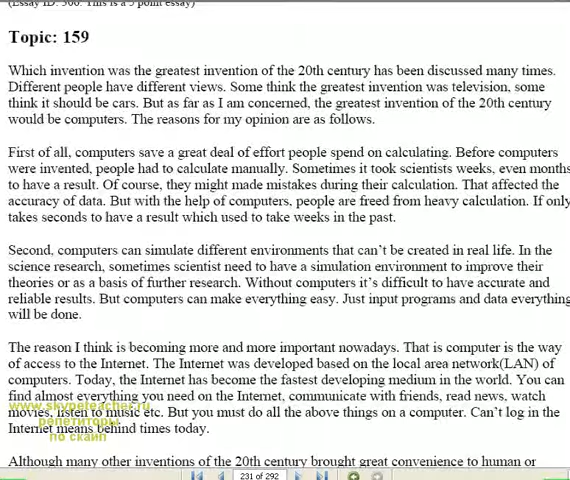 (Essay ID: 300. This is a 5 point essay)
Topic: 159
Which invention was the greatest invention of the 20th century has been discussed many times.
Different people have different views. Some think the greatest invention was television, some
think it should be cars. But as far as I am concerned, the greatest invention of the 20th century
would be computers. The reasons for my opinion are as follows.
First of all, computers save a great deal of effort people spend on calculating. Before computers
were invented, people had to calculate manually. Sometimes it took scientists weeks, even months
to have a result. Of course, they might made mistakes during their calculation. That affected the
accuracy of data. But with the help of computers, people are freed from heavy calculation. If only
takes seconds to have a result which used to take weeks in the past.
Second, computers can simulate different environments that can't be created in real life. In the
science research, sometimes scientist need to have a simulation environment to improve their
theories or as a basis of further research. Without computers it's difficult to have accurate and
reliable results. But computers can make everything easy. Just input programs and data everything
will be done.
The reason I think is becoming more and more important nowadays. That is computer is the way
of access to the Internet. The Internet was developed based on the local area network(LAN) of
computers. Today, the Internet has become the fastest developing medium in the world. You can
find almost everything you need on the Internet, communicate with friends, read news, watch
movies, listen to music etc. But you must do all the above things on a computer. Can't log in the
Internet means behind times today.
www.skypeteacher.ru
репетиторы
по скайп
Although many other inventions of the 20th century brought great convenience to human or
231 of 292